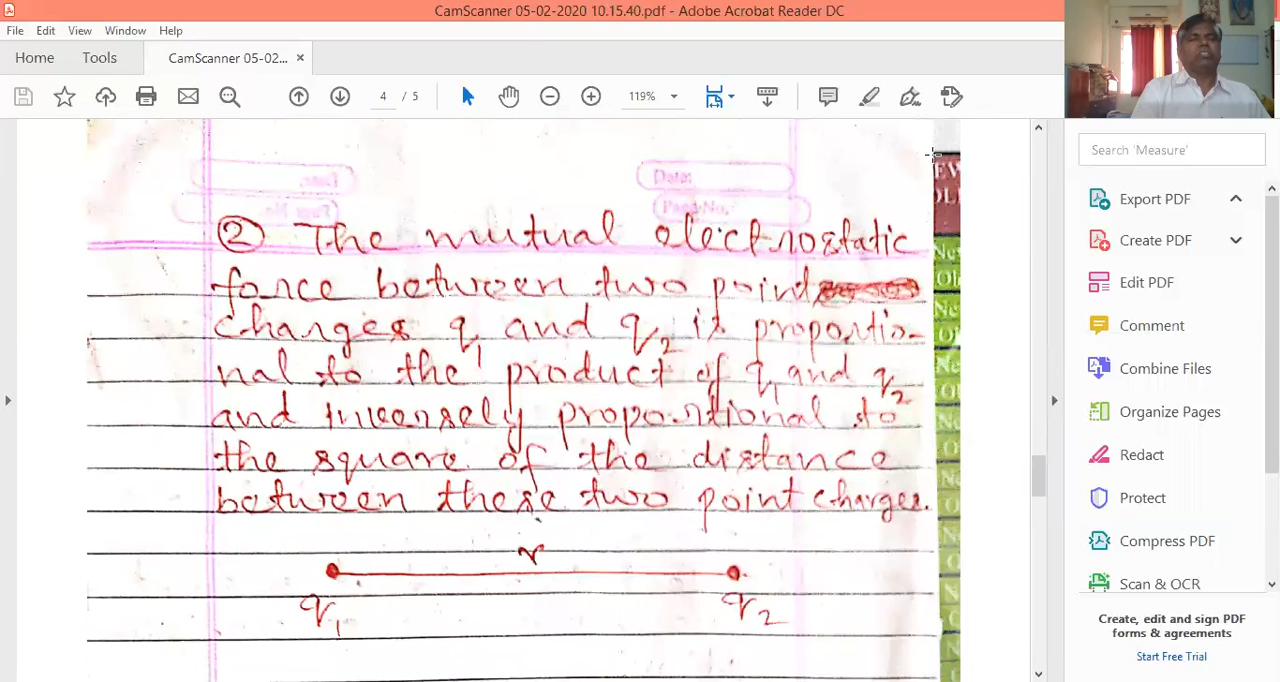 CamScanner 05-02-2020 10.15.40.pdf - Adobe Acrobat Reader DC
File Edit View Window Help
Home Tools CamScanner 05-02... ×
4 / 5 119%
Search 'Measure'
Export PDF
Create PDF
Edit PDF
Comment
Combine Files
Organize Pages
Redact
Protect
Compress PDF
Scan & OCR
Create, edit and sign PDF
forms & agreements
Start Free Trial
Date:
Page No.
② The mutual electrostatic
force between two point
charges q1 and q2 is proportio-
nal to the product of q1 and q2
and inversely proportional to
the square of the distance
between these two point charges.
r
q1 q2